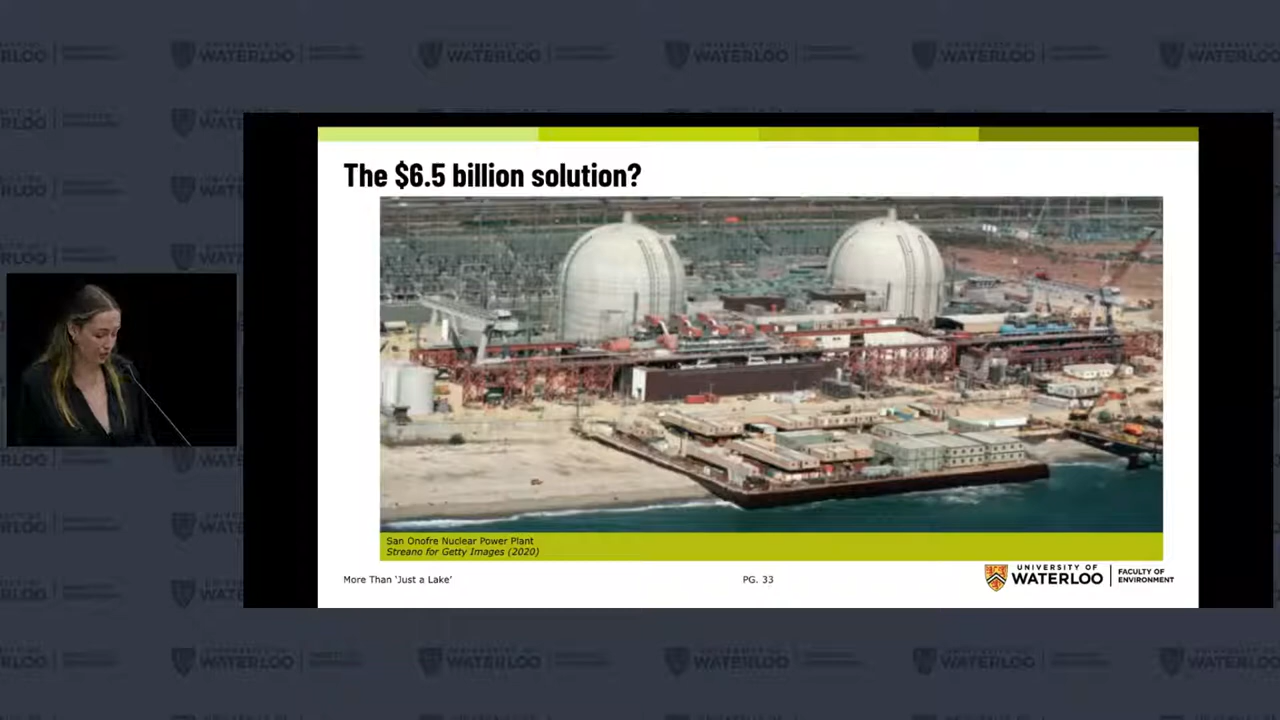 The $6.5 billion solution?
San Onofre Nuclear Power Plant
Streano for Getty Images (2020)
More Than 'Just a Lake'
PG. 33
UNIVERSITY OF
WATERLOO
FACULTY OF
ENVIRONMENT